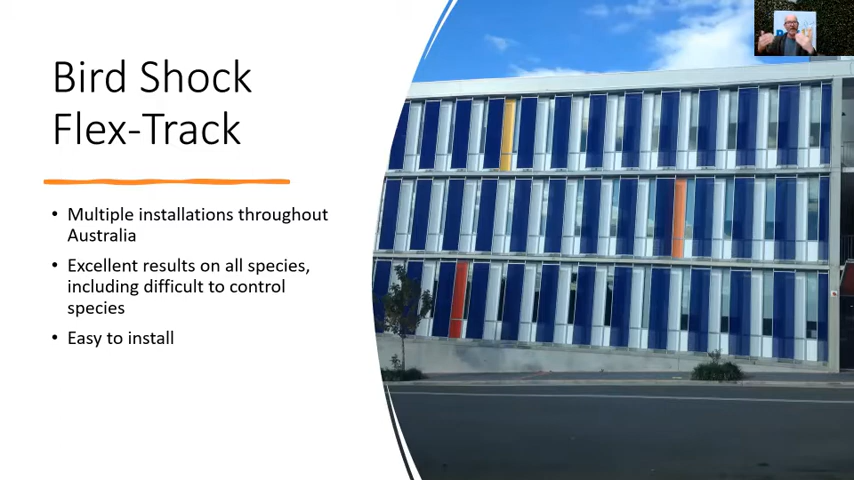 Bird Shock
Flex-Track
• Multiple installations throughout
Australia
• Excellent results on all species,
including difficult to control
species
• Easy to install